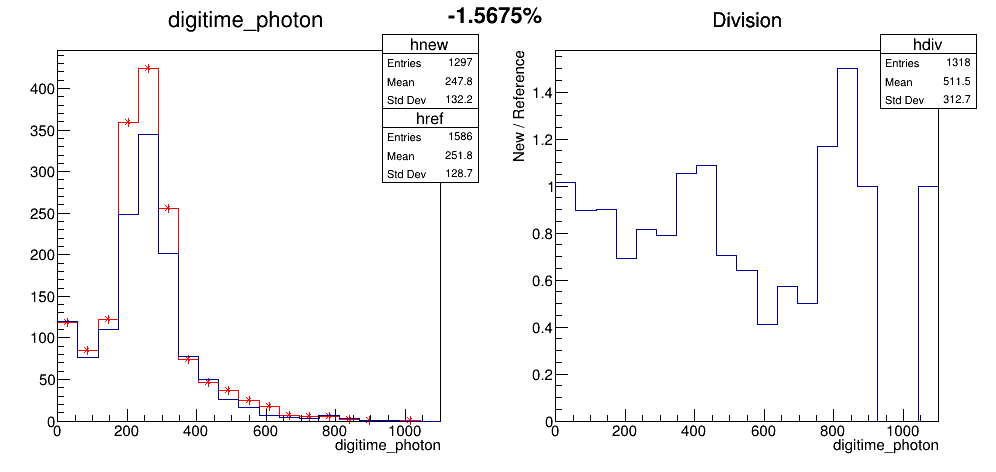 digitime_photon
-1.5675%
Division
hnew
Entries 1297
Mean 247.8
Std Dev 132.2
href
Entries 1586
Mean 251.8
Std Dev 128.7
400
350
300
250
200
150
100
50
0
0 200 400 600 800 1000
digitime_photon
hdiv
Entries 1318
Mean 511.5
Std Dev 312.7
New / Reference
1.4
1.2
1
0.8
0.6
0.4
0.2
0
0 200 400 600 800 1000
digitime_photon